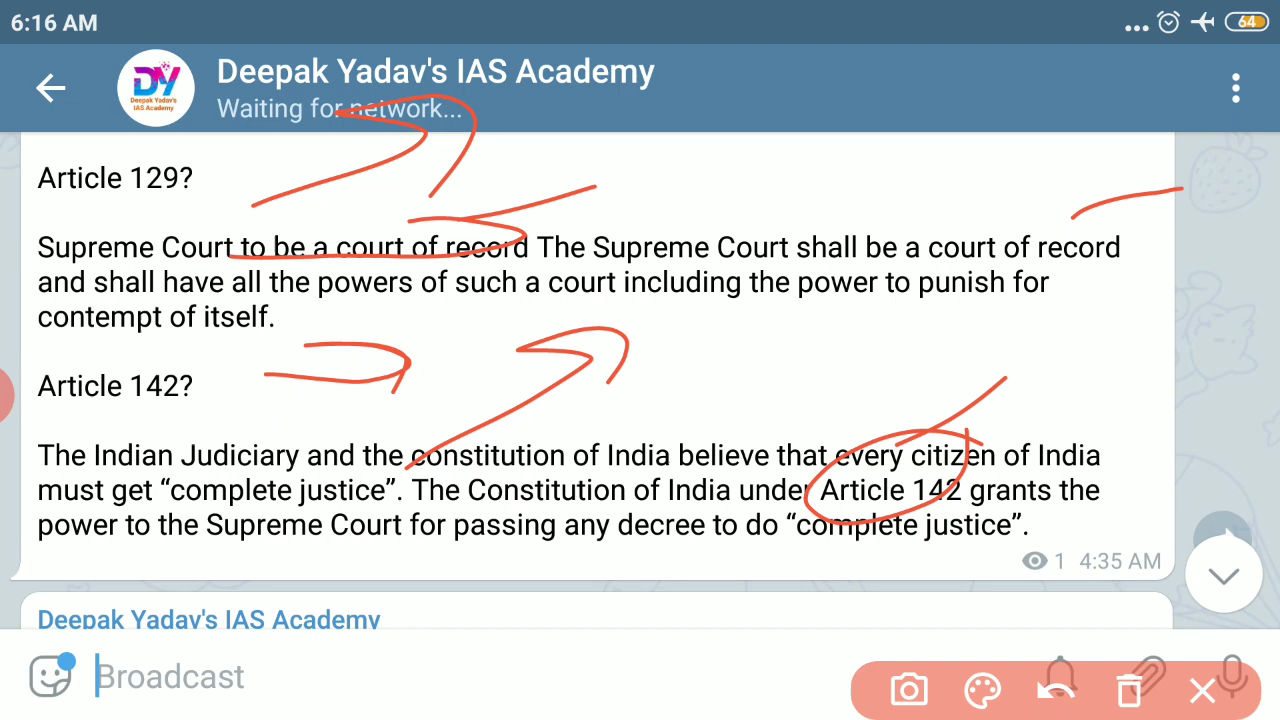 6:16 AM
64
DY
Deepak Yadav's
IAS Academy
Deepak Yadav's IAS Academy
Waiting for network...
Article 129?
Supreme Court to be a court of record The Supreme Court shall be a court of record
and shall have all the powers of such a court including the power to punish for
contempt of itself.
Article 142?
The Indian Judiciary and the constitution of India believe that every citizen of India
must get “complete justice”. The Constitution of India under Article 142 grants the
power to the Supreme Court for passing any decree to do “complete justice”.
1 4:35 AM
Deepak Yadav's IAS Academy
Broadcast